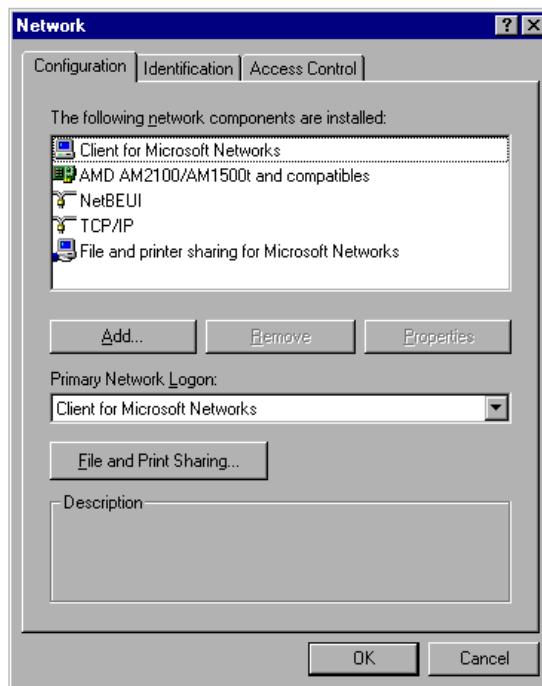 Network
Configuration Identification Access Control
The following network components are installed:
Client for Microsoft Networks
AMD AM2100/AM1500t and compatibles
NetBEUI
TCP/IP
File and printer sharing for Microsoft Networks
Add... Remove Properties
Primary Network Logon:
Client for Microsoft Networks
File and Print Sharing...
Description
OK Cancel